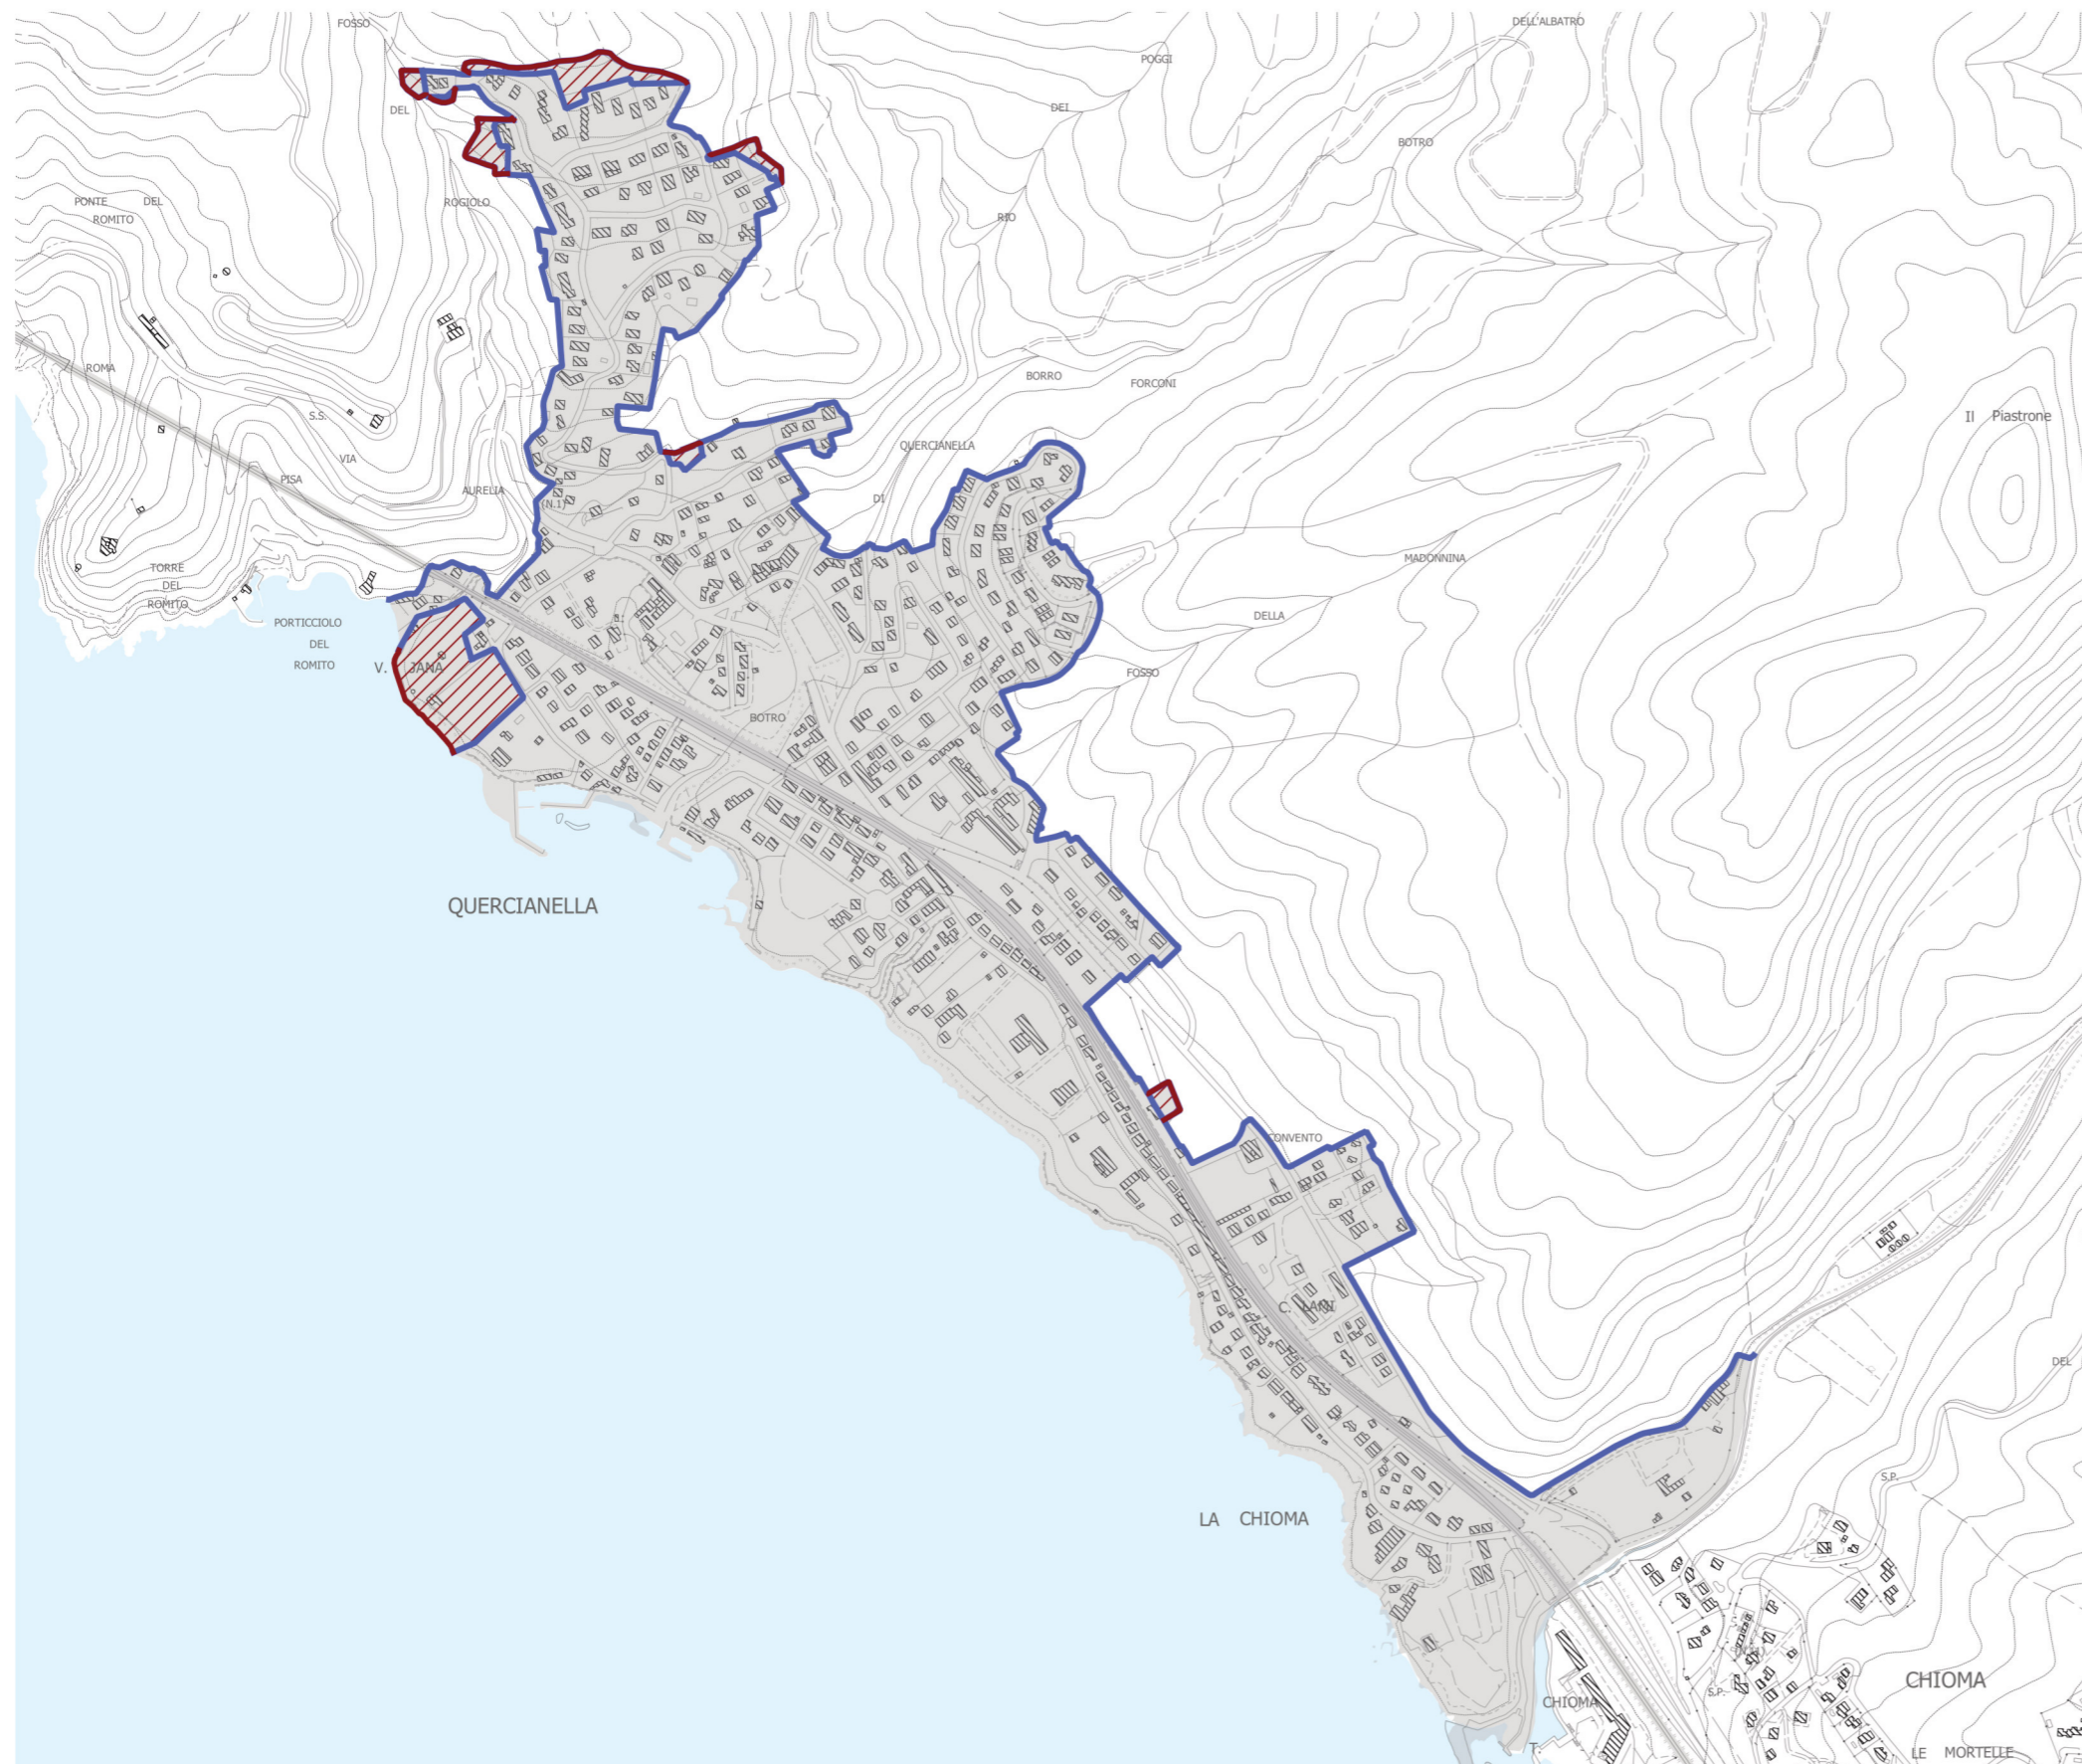 FOSSO
DELL'ALBATRO
POGGI
DEI
DEL
BOTRO
PONTE DEL
ROMITO
ROGIOLO
RIO
ROMA
BORRO
FORCONI
S.S.
Il Piastrone
VIA
QUERCIANELLA
PISA
AURELIA
DI
(N.1)
MADONNINA
TORRE
DEL
ROMITO
PORTICCIOLO
DEL
ROMITO
DELLA
V. JANA
FOSSO
BOTRO
QUERCIANELLA
CONVENTO
C. LAMI
DEL
S.P.
LA CHIOMA
CHIOMA
S.P.
CHIOMA
T.
LE MORTELLE